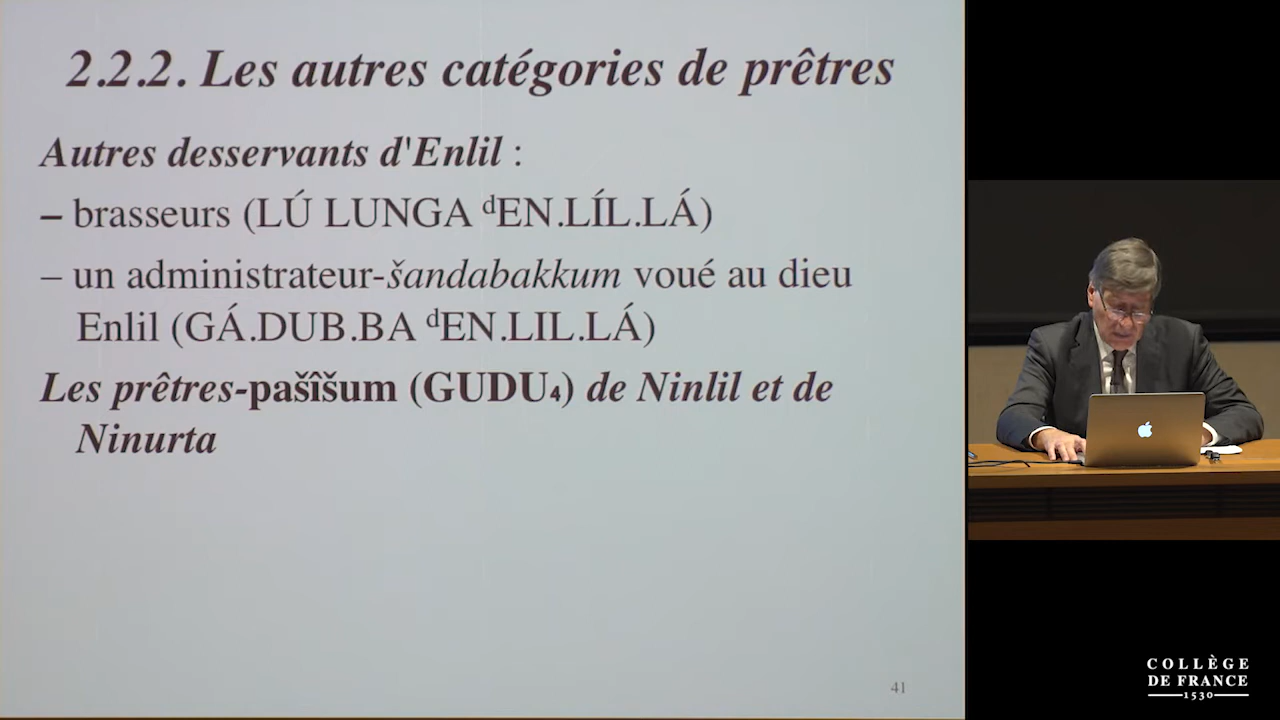 2.2.2. Les autres catégories de prêtres
Autres desservants d'Enlil :
– brasseurs (LÚ LUNGA ᵈEN.LÍL.LÁ)
– un administrateur-šandabakkum voué au dieu
Enlil (GÁ.DUB.BA ᵈEN.LIL.LÁ)
Les prêtres-pašîšum (GUDU₄) de Ninlil et de
Ninurta
41
COLLÈGE
DE FRANCE
1530